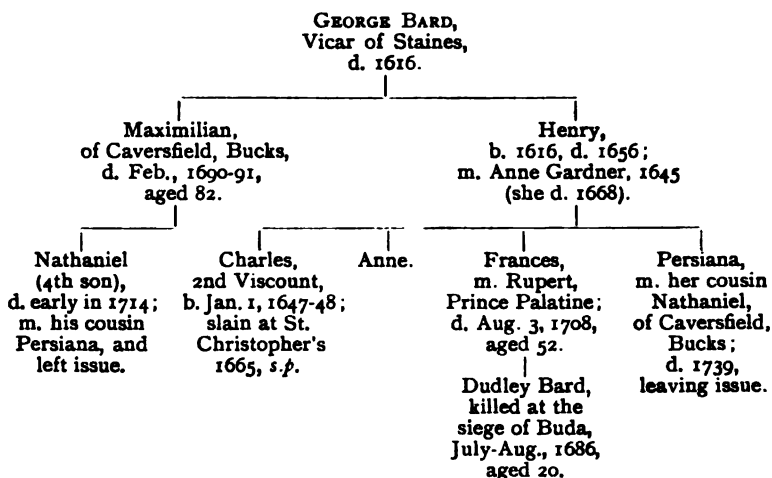 GEORGE BARD,
Vicar of Staines,
d. 1616.
Maximilian,
of Caversfield, Bucks,
d. Feb., 1690-91,
aged 82.
Henry,
b. 1616, d. 1656;
m. Anne Gardner, 1645
(she d. 1668).
Nathaniel
(4th son),
d. early in 1714;
m. his cousin
Persiana, and
left issue.
Charles,
2nd Viscount,
b. Jan. 1, 1647-48;
slain at St.
Christopher's
1665, s.p.
Anne.
Frances,
m. Rupert,
Prince Palatine;
d. Aug. 3, 1708,
aged 52.
Dudley Bard,
killed at the
siege of Buda,
July-Aug., 1686,
aged 20.
Persiana,
m. her cousin
Nathaniel,
of Caversfield,
Bucks;
d. 1739,
leaving issue.